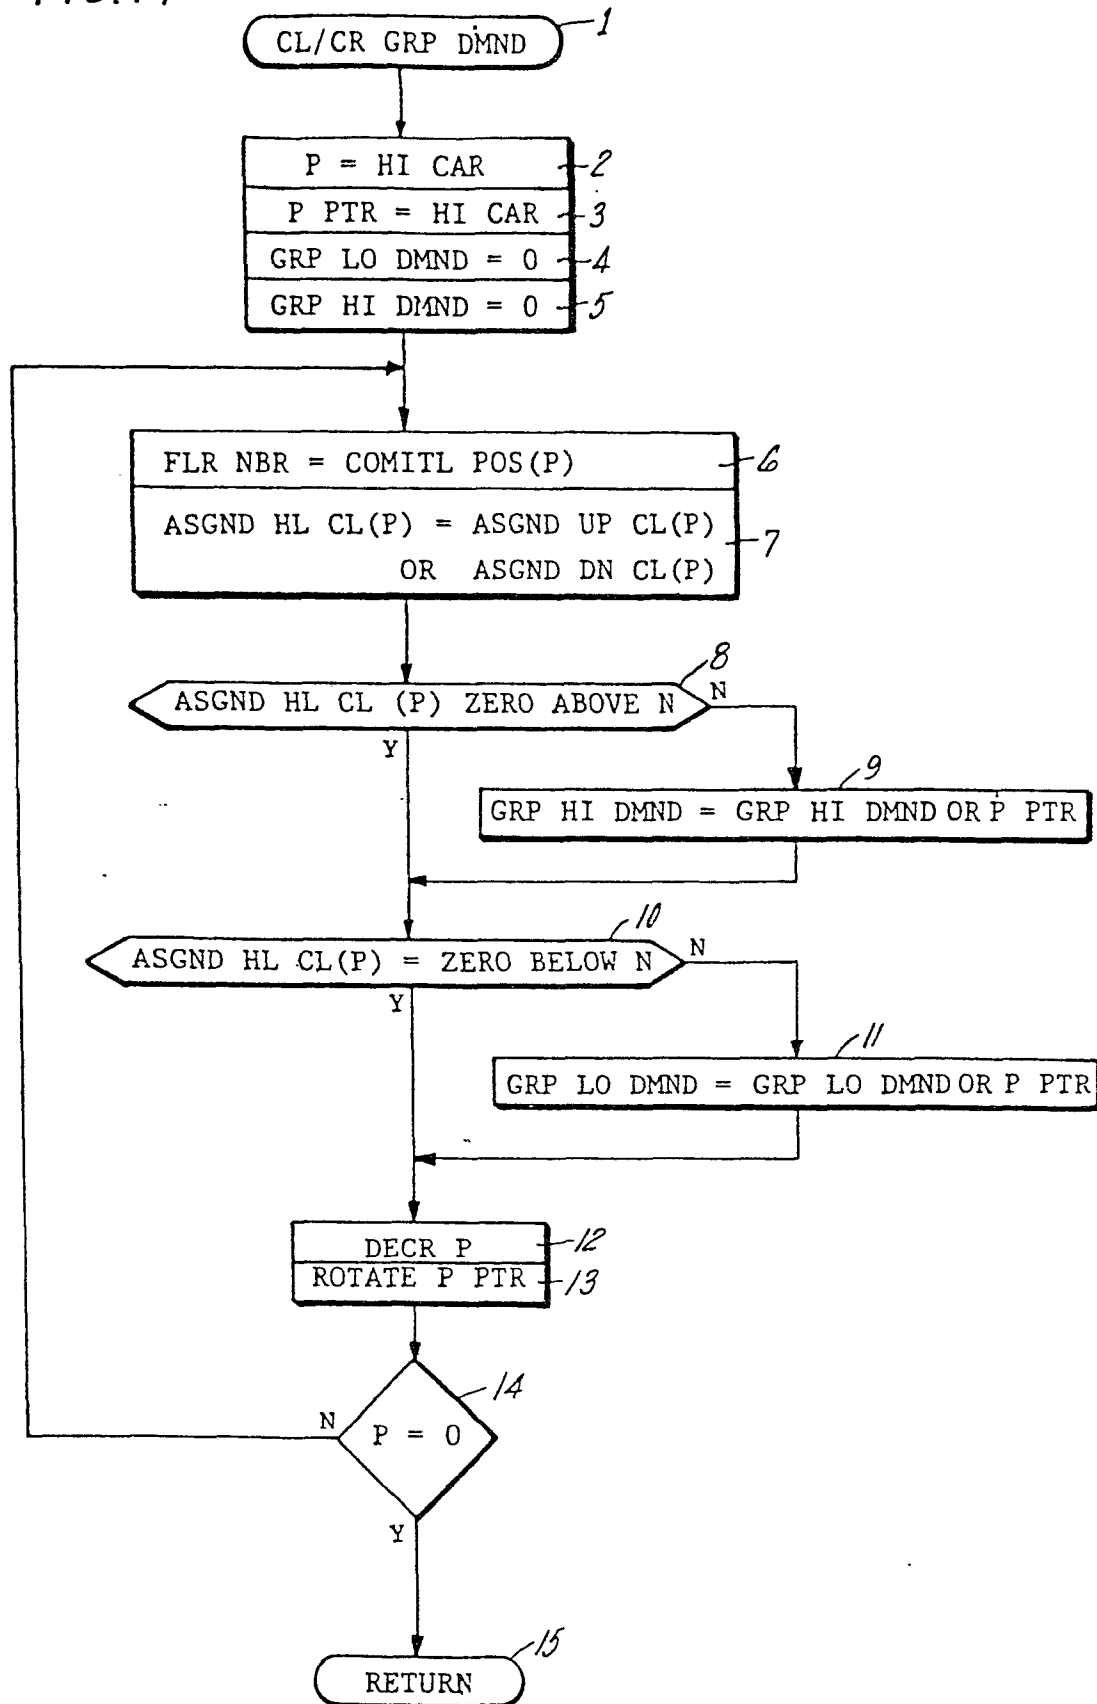 CL/CR GRP DMND
1
P = HI CAR
2
P PTR = HI CAR
3
GRP LO DMND = 0
4
GRP HI DMND = 0
5
FLR NBR = COMITL POS(P)
6
ASGND HL CL(P) = ASGND UP CL(P)
OR ASGND DN CL(P)
7
8
ASGND HL CL (P) ZERO ABOVE N
N
Y
9
GRP HI DMND = GRP HI DMND OR P PTR
10
ASGND HL CL(P) = ZERO BELOW N
N
Y
11
GRP LO DMND = GRP LO DMND OR P PTR
DECR P
12
ROTATE P PTR
13
14
N
P = 0
Y
15
RETURN